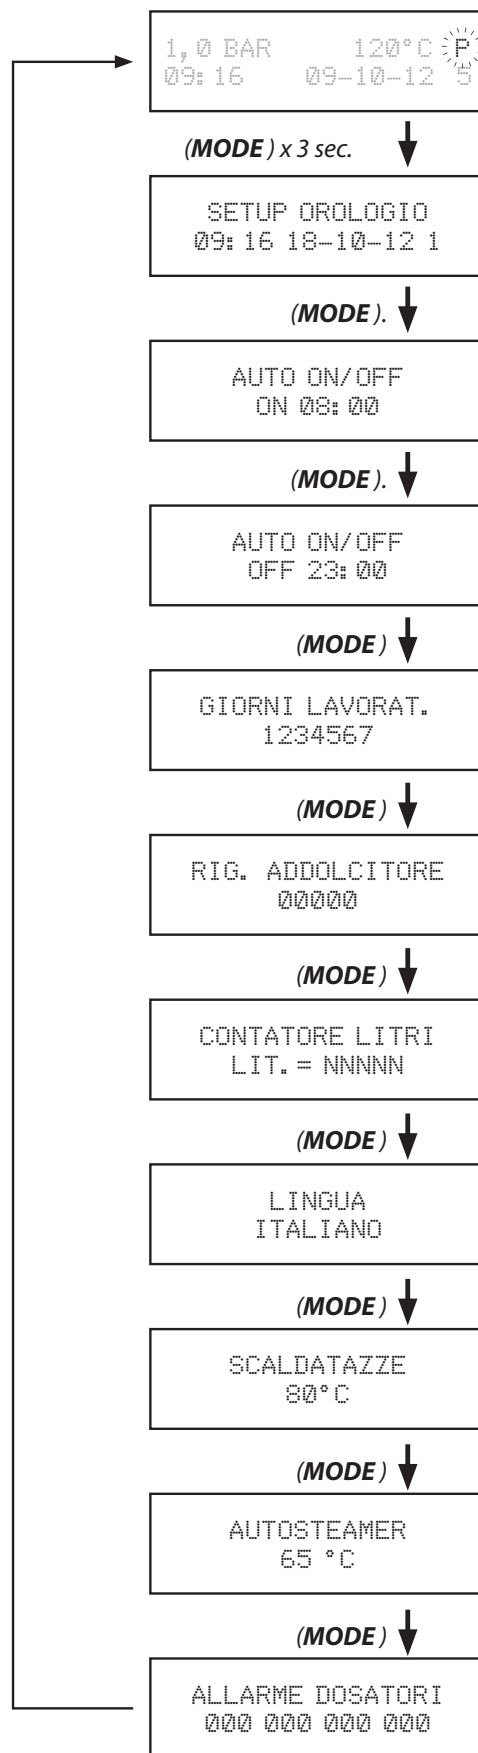 1,0 BAR 120°C P
09:16 09-10-12 5
(MODE) x 3 sec.
SETUP OROLOGIO
09:16 18-10-12 1
(MODE).
AUTO ON/OFF
ON 08:00
(MODE).
AUTO ON/OFF
OFF 23:00
(MODE)
GIORNI LAVORAT.
1234567
(MODE)
RIG. ADDOLCITORE
00000
(MODE)
CONTATORE LITRI
LIT. = NNNNN
(MODE)
LINGUA
ITALIANO
(MODE)
SCALDATAZZE
80°C
(MODE)
AUTOSTEAMER
65 °C
(MODE)
ALLARME DOSATORI
000 000 000 000